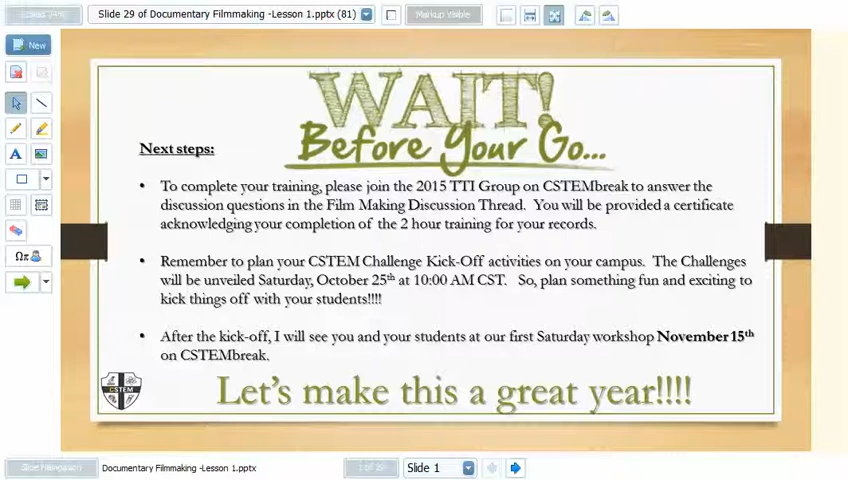 Slide 29 of Documentary Filmmaking -Lesson 1.pptx (81)
Markup Visible
New
WAIT!
Before Your Go...
Next steps:
• To complete your training, please join the 2015 TTI Group on CSTEMbreak to answer the
discussion questions in the Film Making Discussion Thread. You will be provided a certificate
acknowledging your completion of the 2 hour training for your records.
• Remember to plan your CSTEM Challenge Kick-Off activities on your campus. The Challenges
will be unveiled Saturday, October 25th at 10:00 AM CST. So, plan something fun and exciting to
kick things off with your students!!!!
• After the kick-off, I will see you and your students at our first Saturday workshop November 15th
on CSTEMbreak.
CSTEM
Let's make this a great year!!!!
A
Ωπ
Slide Navigation
Documentary Filmmaking -Lesson 1.pptx
Slide 1